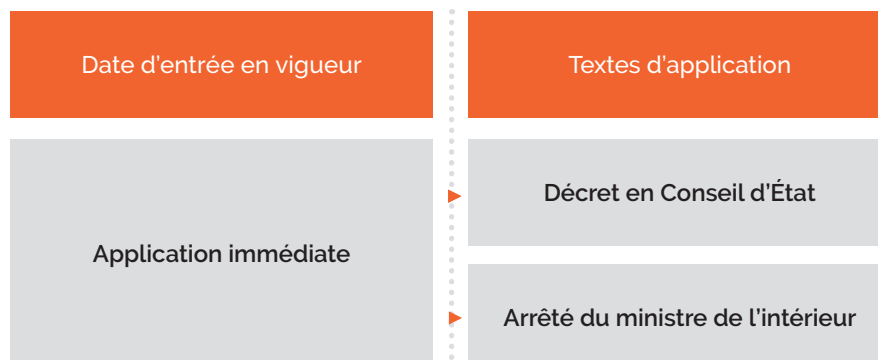 Date d’entrée en vigueur
Textes d’application
Application immédiate
Décret en Conseil d’État
Arrêté du ministre de l’intérieur